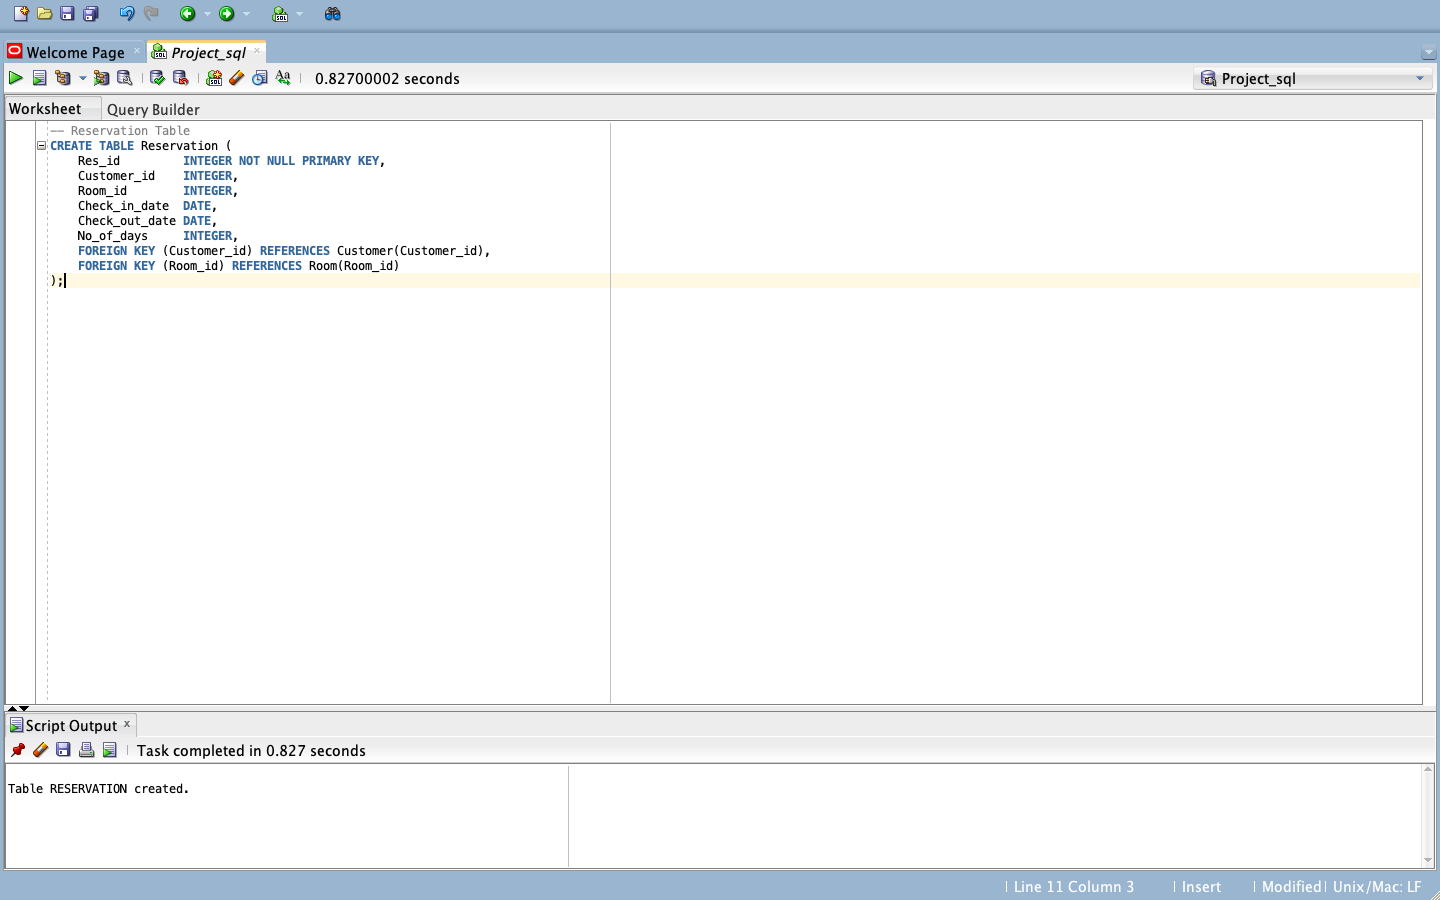 Welcome Page
Project_sql
0.82700002 seconds
Project_sql
Worksheet
Query Builder
-- Reservation Table
CREATE TABLE Reservation (
    Res_id         INTEGER NOT NULL PRIMARY KEY,
    Customer_id    INTEGER,
    Room_id        INTEGER,
    Check_in_date  DATE,
    Check_out_date DATE,
    No_of_days     INTEGER,
    FOREIGN KEY (Customer_id) REFERENCES Customer(Customer_id),
    FOREIGN KEY (Room_id) REFERENCES Room(Room_id)
);
Script Output
Task completed in 0.827 seconds
Table RESERVATION created.
Line 11 Column 3
Insert
Modified
Unix/Mac: LF